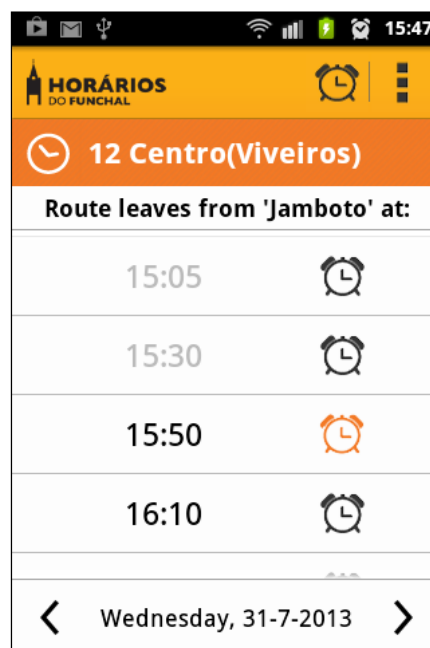 15:47
HORÁRIOS
DO FUNCHAL
12 Centro(Viveiros)
Route leaves from 'Jamboto' at:
15:05
15:30
15:50
16:10
Wednesday, 31-7-2013